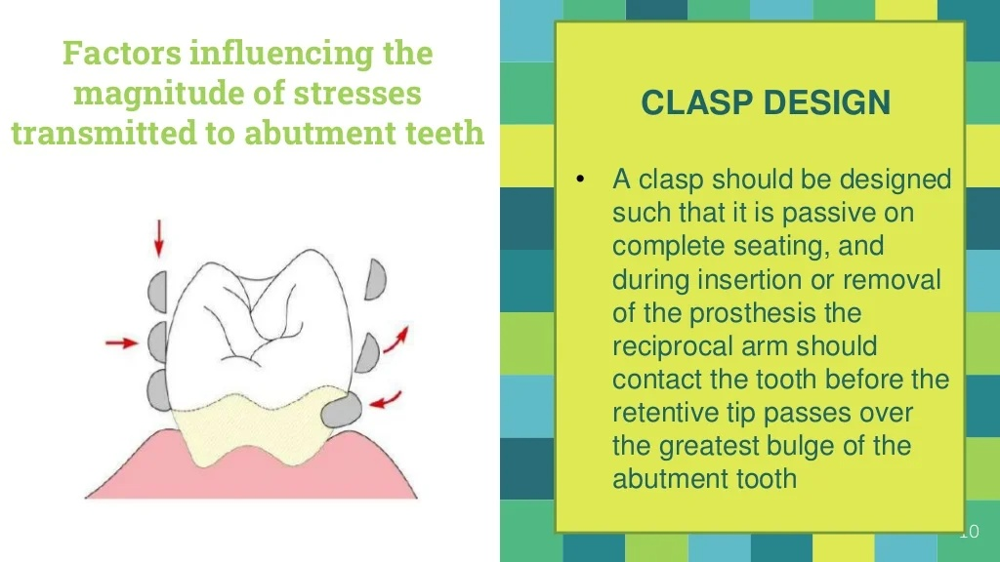 Factors influencing the
magnitude of stresses
transmitted to abutment teeth
CLASP DESIGN
• A clasp should be designed
such that it is passive on
complete seating, and
during insertion or removal
of the prosthesis the
reciprocal arm should
contact the tooth before the
retentive tip passes over
the greatest bulge of the
abutment tooth
10